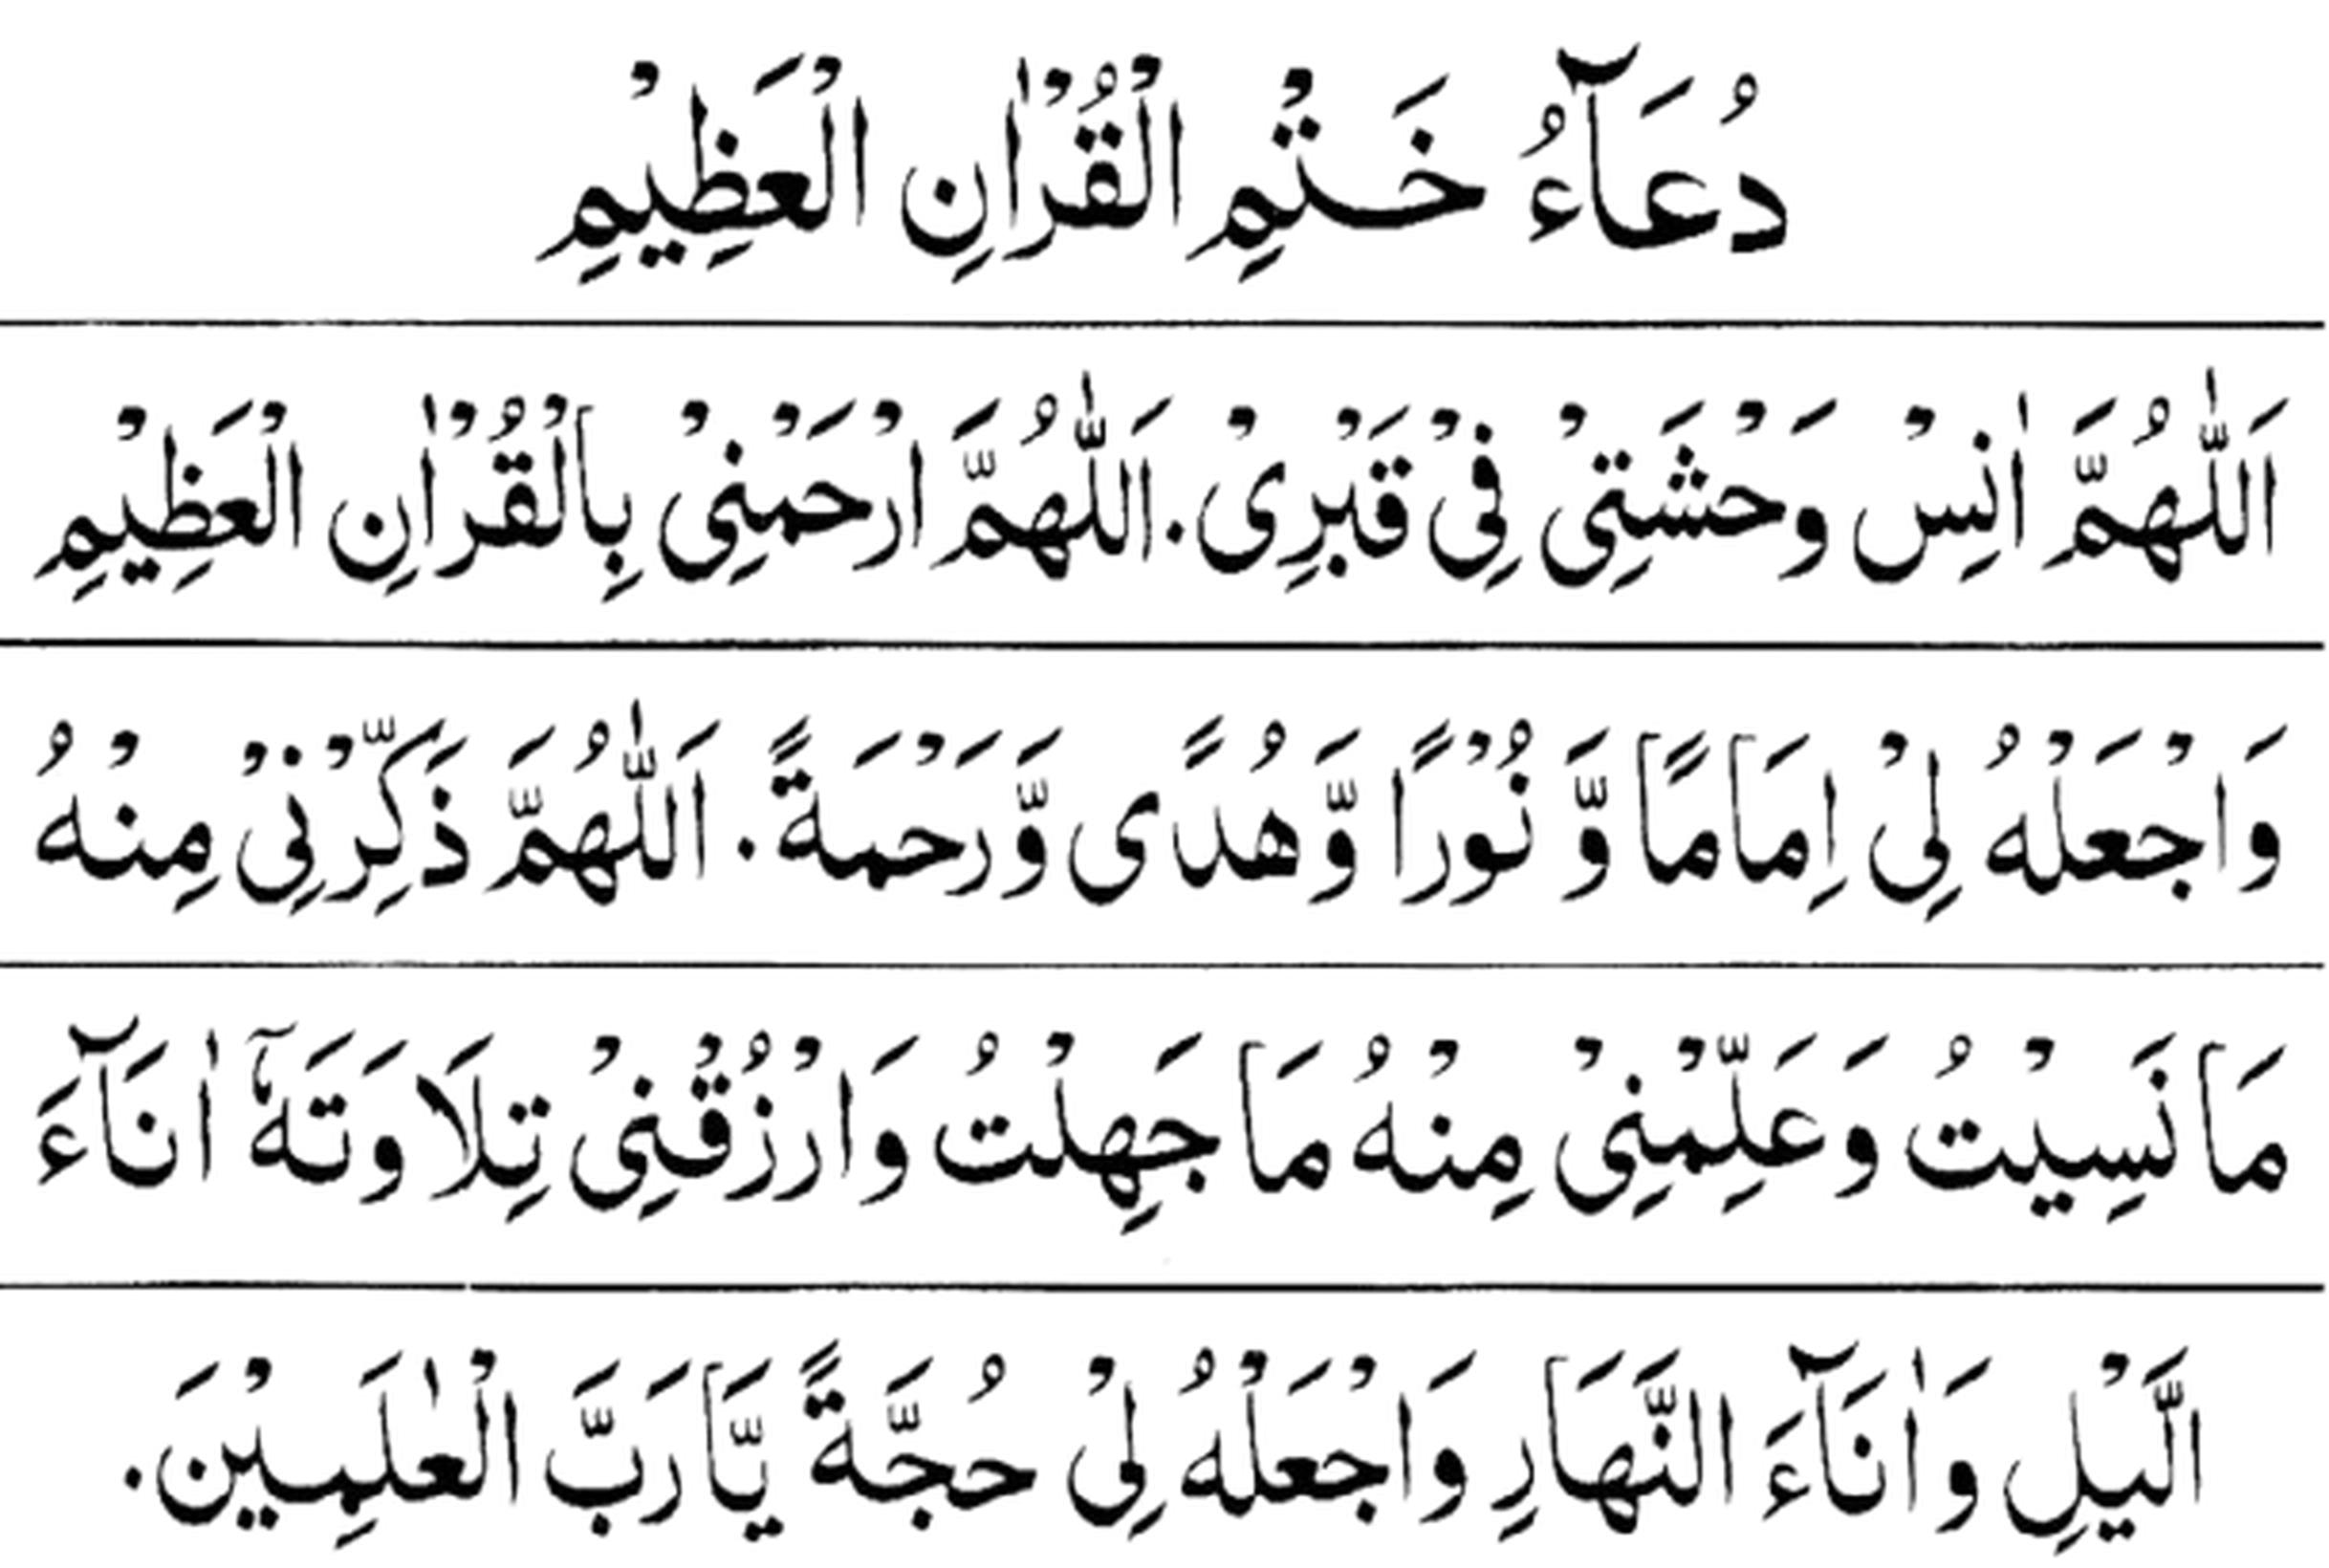 دُعَآءُ خَتْمِ الْقُرْاٰنِ الْعَظِيْمِ
اَللّٰهُمَّ اٰنِسْ وَحْشَتِىْ فِىْ قَبْرِىْ. اَللّٰهُمَّ ارْحَمْنِىْ بِالْقُرْاٰنِ الْعَظِيْمِ
وَاجْعَلْهُ لِىْ اِمَامًا وَّ نُوْرًا وَّهُدًى وَّرَحْمَةً. اَللّٰهُمَّ ذَكِّرْنِىْ مِنْهُ
مَا نَسِيْتُ وَعَلِّمْنِىْ مِنْهُ مَا جَهِلْتُ وَارْزُقْنِىْ تِلَاوَتَهٗٓ اٰنَآءَ
الَّيْلِ وَاٰنَآءَ النَّهَارِ وَاجْعَلْهُ لِىْ حُجَّةً يَّا رَبَّ الْعٰلَمِيْنَ.